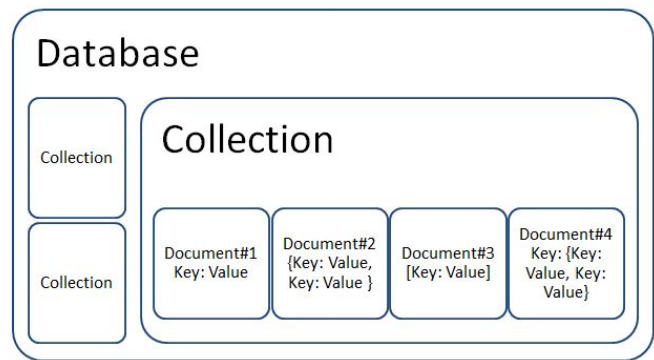 Database
Collection
Collection
Collection
Document#1
Key: Value
Document#2
{Key: Value,
Key: Value }
Document#3
[Key: Value]
Document#4
Key: {Key:
Value, Key:
Value}